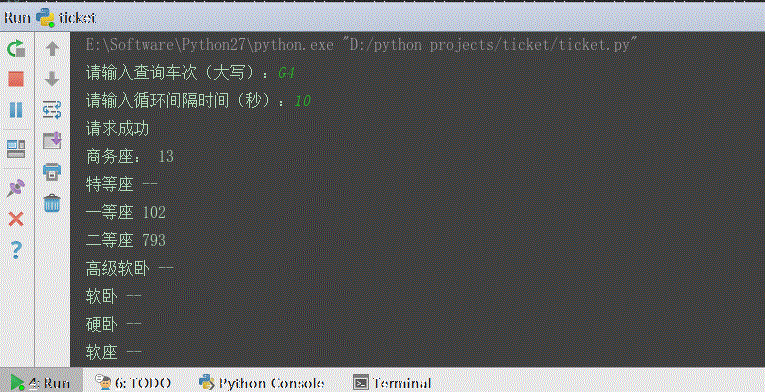 Run ticket
E:\Software\Python27\python.exe "D:/python projects/ticket/ticket.py"
请输入查询车次（大写）：G4
请输入循环间隔时间（秒）：10
请求成功
商务座： 13
特等座 --
一等座 102
二等座 793
高级软卧 --
软卧 --
硬卧 --
软座 --
4: Run 6: TODO Python Console Terminal